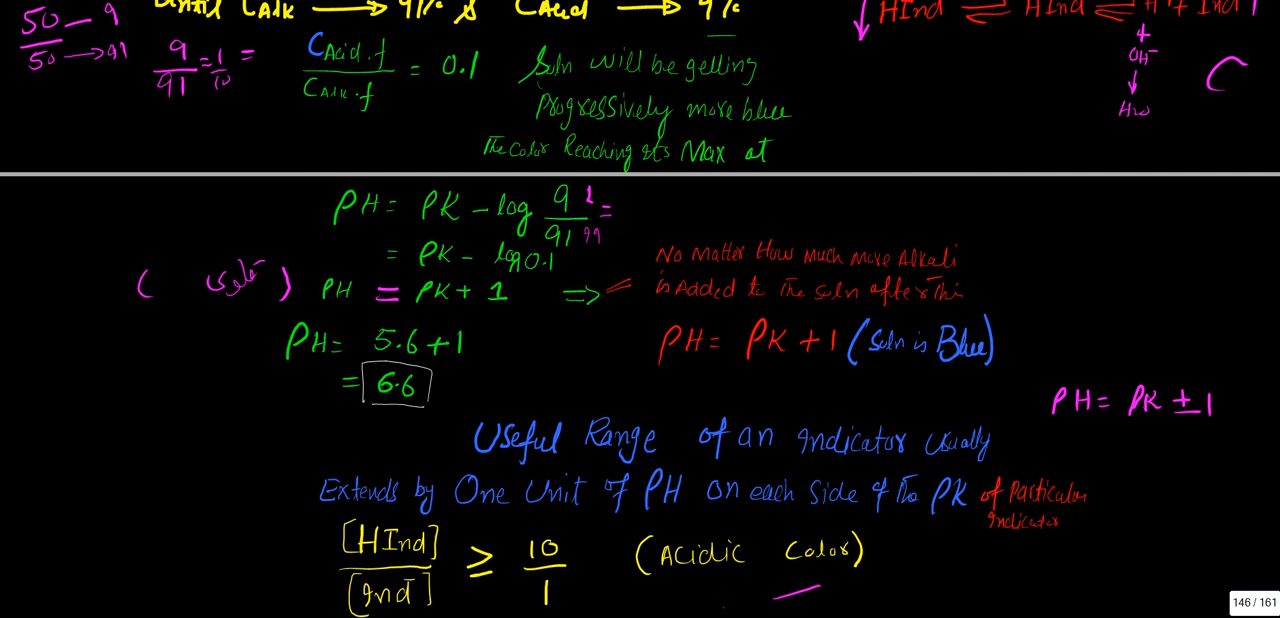 50 — 9
50 → 91
9/91 = 1/10 =
Until CAlk → 91% &
CAcid → 9%
HInd ⇌ HInd ⇌ H + Ind
+
OH⁻
↓
H₂O
CAcid.f / CAlk.f = 0.1
Soln will be getting
Progressively more blue
The Color Reaching its Max at
PH = PK - log 9/91 =
= PK - log 0.1
PH = PK + 1 ⇒
No Matter How Much More Alkali
is Added to The soln after This
PH = 5.6 + 1
= 6.6
PH = PK + 1 (Soln is Blue)
PH = PK ± 1
Useful Range of an indicator usually
Extends by One Unit of PH on each Side of The PK of Particular
indicator
[HInd] / [Ind⁻] ≥ 10/1 (Acidic Color)
146 / 161